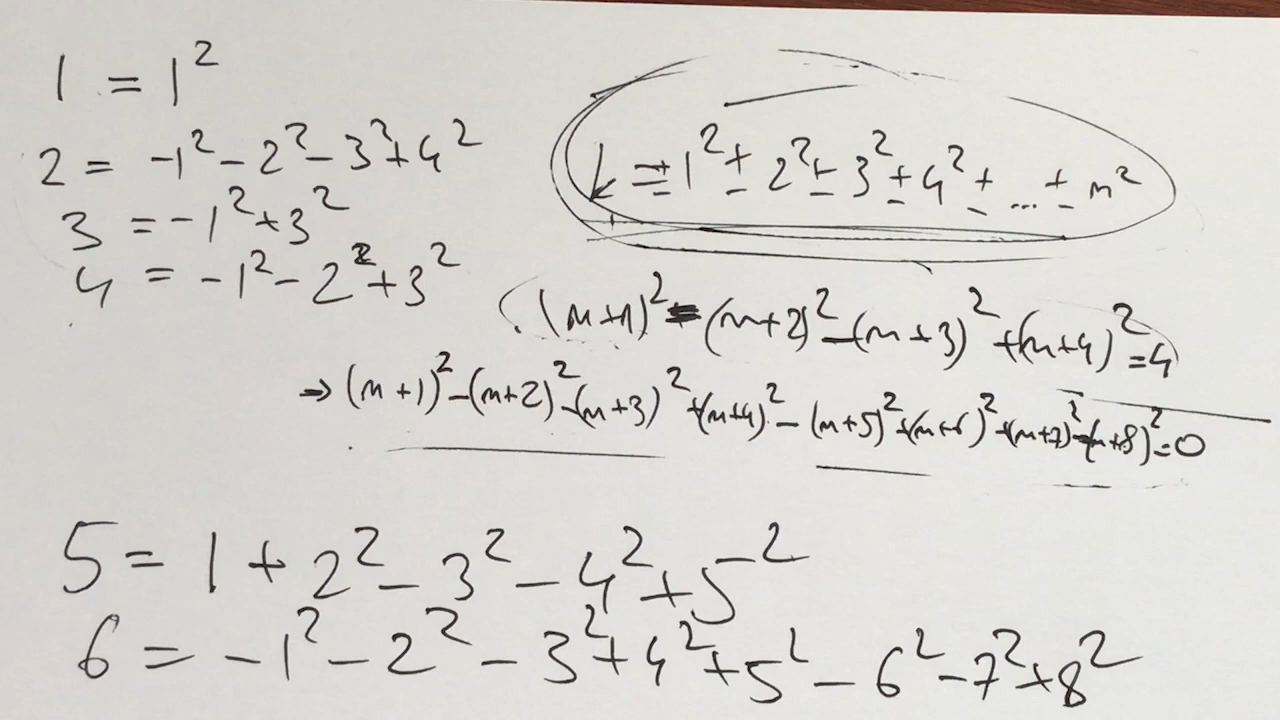 1 = 1²
2 = -1² - 2² - 3² + 4²
3 = -1² + 3²
4 = -1² - 2² + 3²
k = ± 1² ± 2² ± 3² ± 4² ± ... ± n²
(n+1)² - (n+2)² - (n+3)² + (n+4)² = 4
→ (n+1)² - (n+2)² - (n+3)² + (n+4)² - (n+5)² + (n+6)² + (n+7)² - (n+8)² = 0
5 = 1 + 2² - 3² - 4² + 5²
6 = -1² - 2² - 3² + 4² + 5² - 6² - 7² + 8²